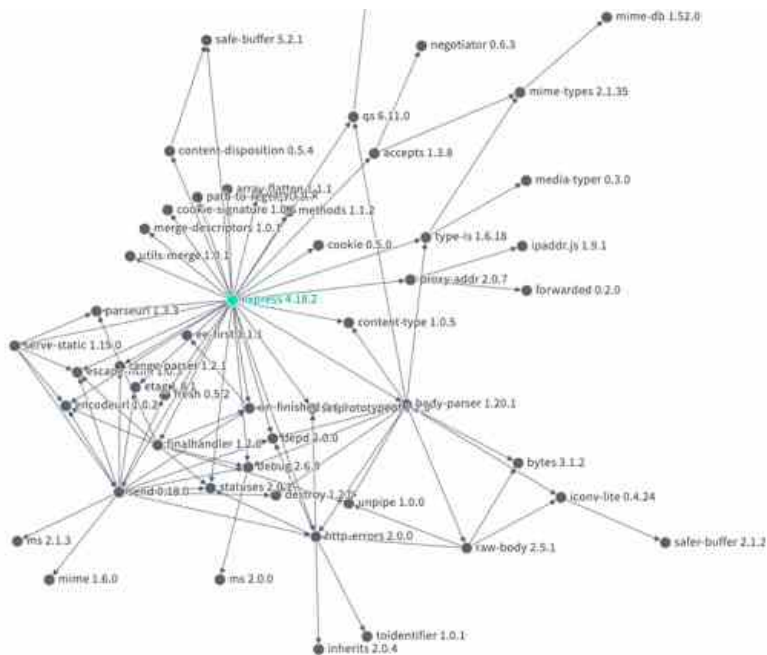 mime-db 1.52.0
safe-buffer 5.2.1
negotiator 0.6.3
mime-types 2.1.35
qs 6.11.0
content-disposition 0.5.4
accepts 1.3.8
media-typer 0.3.0
array-flatten 1.1.1
cookie-signature 1.0.6
methods 1.1.2
merge-descriptors 1.0.1
type-is 1.6.18
cookie 0.5.0
ipaddr.js 1.9.1
utils-merge 1.0.1
proxy-addr 2.0.7
forwarded 0.2.0
express 4.18.2
parseurl 1.3.3
content-type 1.0.5
ee-first 1.1.1
serve-static 1.15.0
range-parser 1.2.1
escape-html 1.0.3
etag 1.8.1
fresh 0.5.2
encodeurl 1.0.2
on-finished
body-parser 1.20.1
finalhandler 1.2.0
depd 2.0.0
debug 2.6.9
bytes 3.1.2
send 0.18.0
statuses 2.0.1
destroy 1.2.0
unpipe 1.0.0
iconv-lite 0.4.24
http-errors 2.0.0
ms 2.1.3
raw-body 2.5.1
safer-buffer 2.1.2
mime 1.6.0
ms 2.0.0
toidentifier 1.0.1
inherits 2.0.4